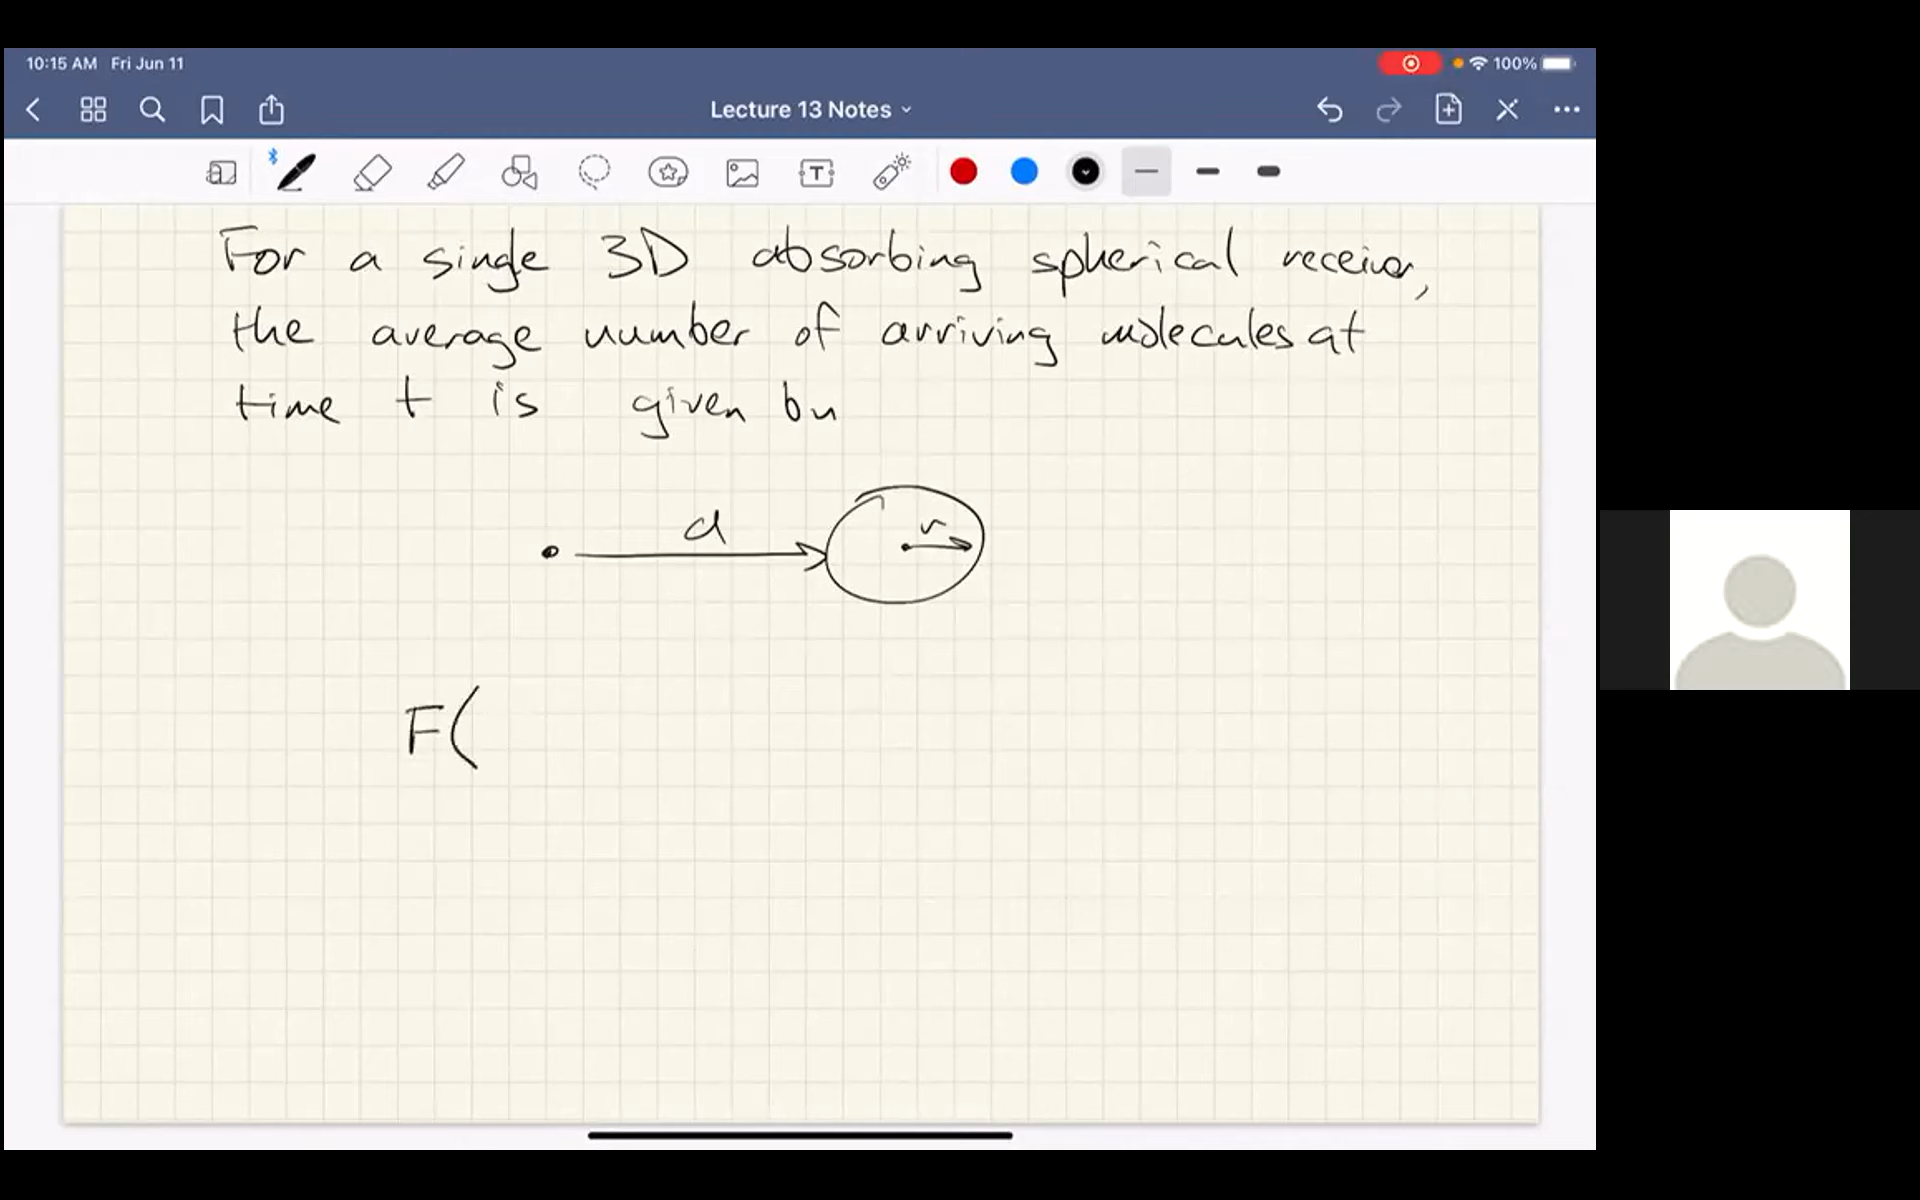 10:15 AM Fri Jun 11
100%
Lecture 13 Notes
For a single 3D absorbing spherical receiver,
the average number of arriving molecules at
time t is given by
d
r
F(